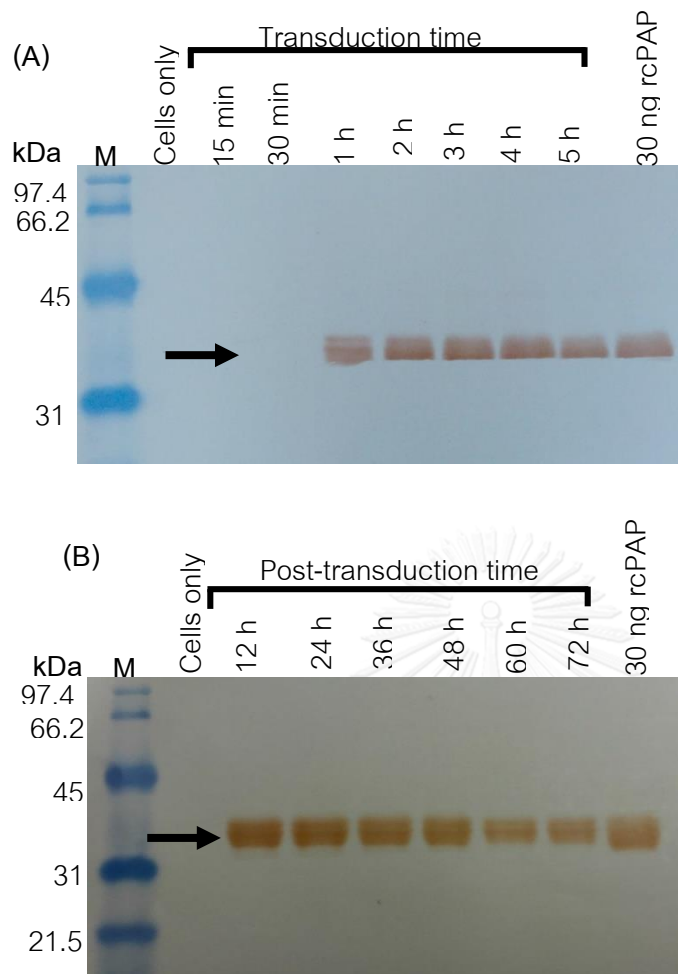 (A)
Transduction time
Cells only
15 min
30 min
1 h
2 h
3 h
4 h
5 h
30 ng rcPAP
kDa
M
97.4
66.2
45
31
(B)
Post-transduction time
Cells only
12 h
24 h
36 h
48 h
60 h
72 h
30 ng rcPAP
kDa
M
97.4
66.2
45
31
21.5